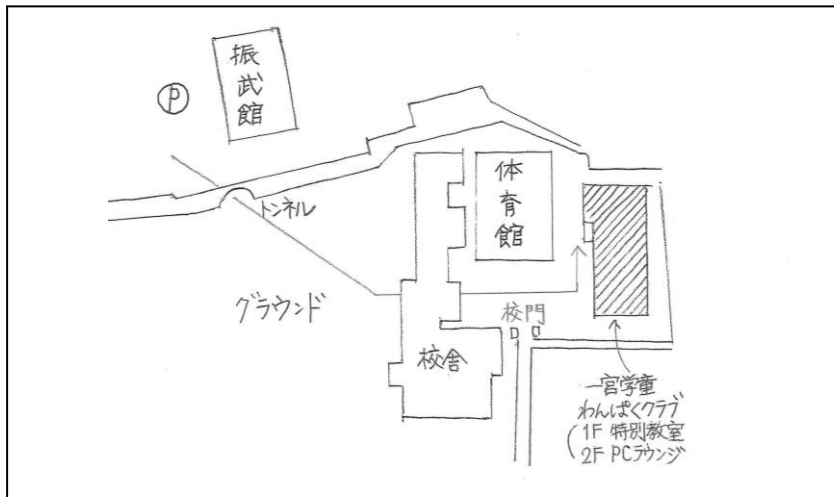 振武館
P
体育館
トンネル
グラウンド
校門
校舎
一宮学童
わんぱくクラブ
(1F 特別教室
2F PCラウンジ